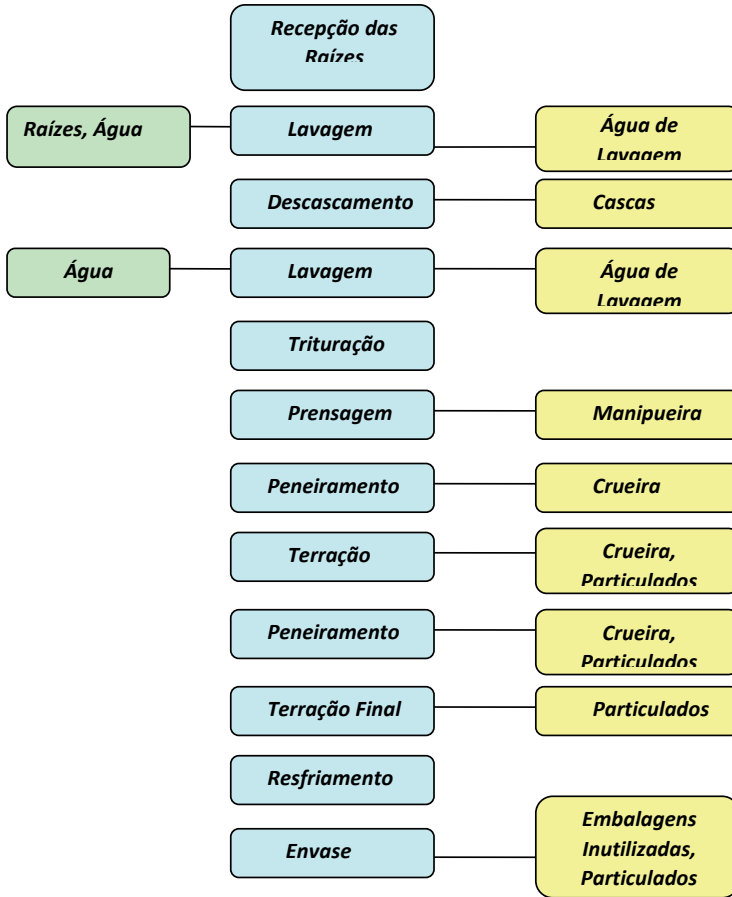 Recepção das
Raízes
Raízes, Água
Lavagem
Água de
Lavagem
Descascamento
Cascas
Água
Lavagem
Água de
Lavagem
Trituração
Prensagem
Manipueira
Peneiramento
Crueira
Terração
Crueira,
Particulados
Peneiramento
Crueira,
Particulados
Terração Final
Particulados
Resfriamento
Envase
Embalagens
Inutilizadas,
Particulados